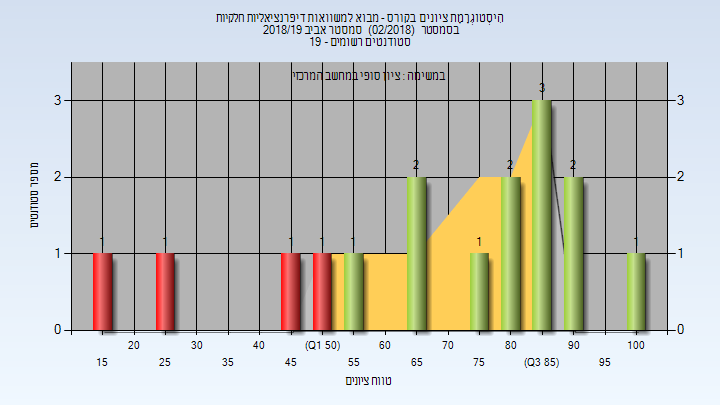 היסטוגרמת ציונים בקורס - מבוא למשוואות דיפרנציאליות חלקיות
בסמסטר (02/2018) סמסטר אביב 2018/19
סטודנטים רשומים - 19
במשימה : ציון סופי במחשב המרכזי
3 3 3
2 2 2 2 2
1 1 1 1 1 1 1 1 1
0 0
מספר סטודנטים
20 30 40 (Q1 50) 60 70 80 90 100
15 25 35 45 55 65 75 (Q3 85) 95
טווח ציונים